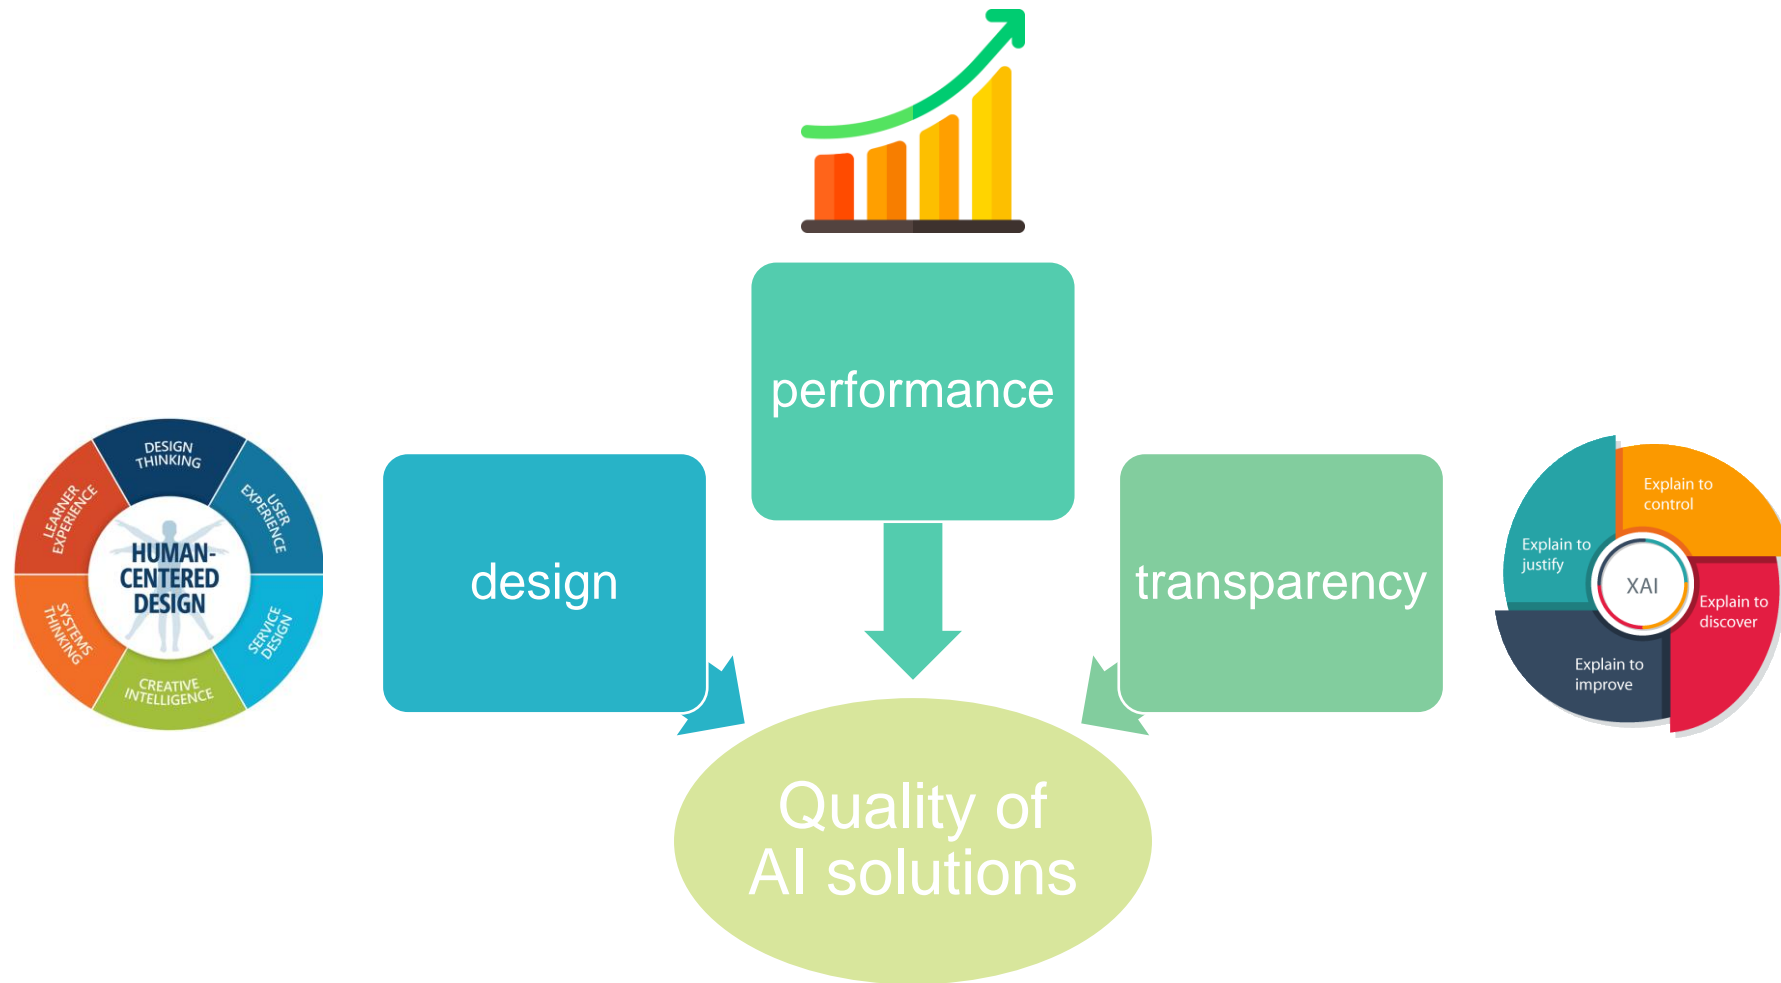 performance
design
transparency
Quality of
AI solutions
DESIGN
THINKING
USER
EXPERIENCE
SERVICE
DESIGN
CREATIVE
INTELLIGENCE
SYSTEMS
THINKING
LEARNER
EXPERIENCE
HUMAN-
CENTERED
DESIGN
Explain to
control
Explain to
justify
XAI
Explain to
discover
Explain to
improve